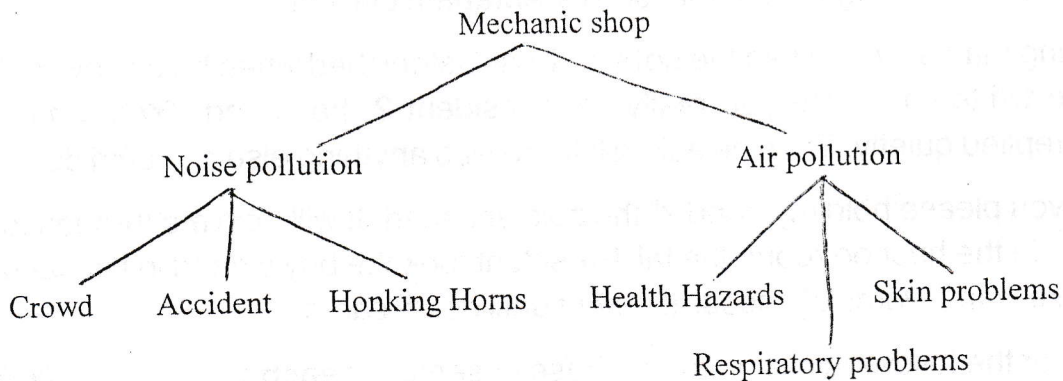 Mechanic shop
Noise pollution Air pollution
Crowd Accident Honking Horns Health Hazards Skin problems
Respiratory problems